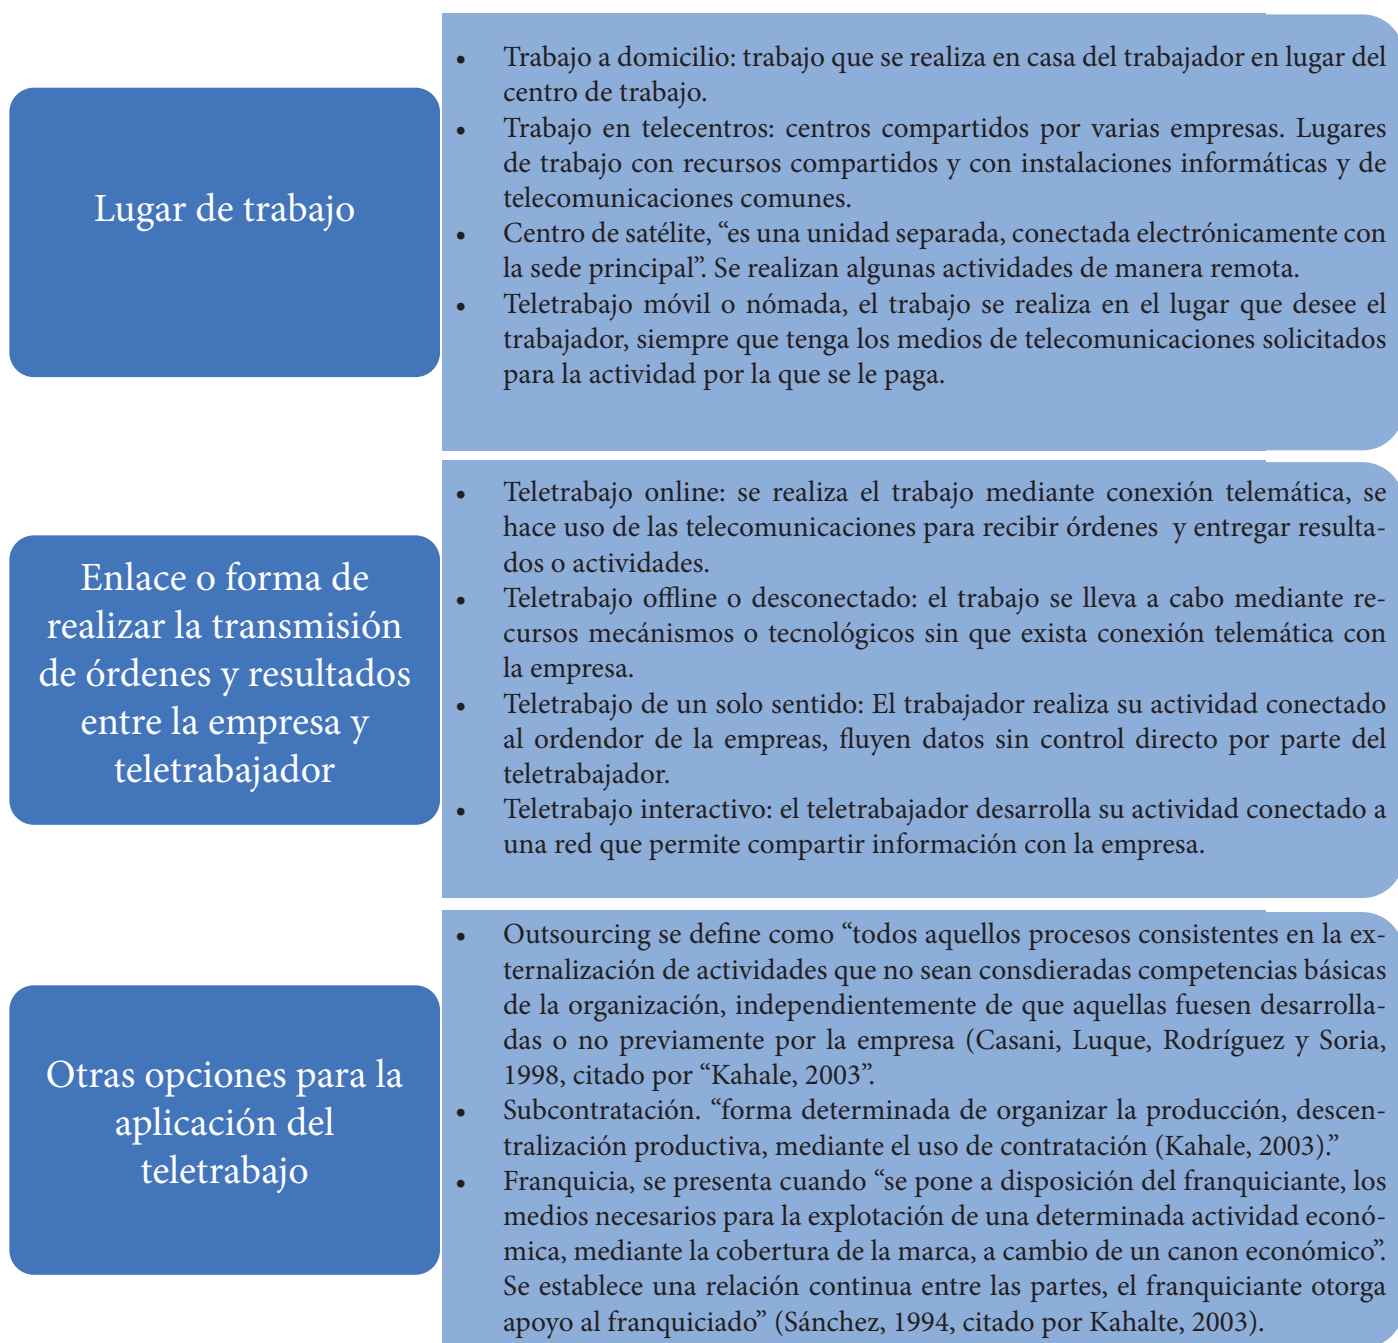 Lugar de trabajo
• Trabajo a domicilio: trabajo que se realiza en casa del trabajador en lugar del
centro de trabajo.
• Trabajo en telecentros: centros compartidos por varias empresas. Lugares
de trabajo con recursos compartidos y con instalaciones informáticas y de
telecomunicaciones comunes.
• Centro de satélite, “es una unidad separada, conectada electrónicamente con
la sede principal”. Se realizan algunas actividades de manera remota.
• Teletrabajo móvil o nómada, el trabajo se realiza en el lugar que desee el
trabajador, siempre que tenga los medios de telecomunicaciones solicitados
para la actividad por la que se le paga.
Enlace o forma de
realizar la transmisión
de órdenes y resultados
entre la empresa y
teletrabajador
• Teletrabajo online: se realiza el trabajo mediante conexión telemática, se
hace uso de las telecomunicaciones para recibir órdenes y entregar resulta-
dos o actividades.
• Teletrabajo offline o desconectado: el trabajo se lleva a cabo mediante re-
cursos mecánismos o tecnológicos sin que exista conexión telemática con
la empresa.
• Teletrabajo de un solo sentido: El trabajador realiza su actividad conectado
al ordendor de la empreas, fluyen datos sin control directo por parte del
teletrabajador.
• Teletrabajo interactivo: el teletrabajador desarrolla su actividad conectado a
una red que permite compartir información con la empresa.
Otras opciones para la
aplicación del
teletrabajo
• Outsourcing se define como “todos aquellos procesos consistentes en la ex-
ternalización de actividades que no sean consdieradas competencias básicas
de la organización, independientemente de que aquellas fuesen desarrolla-
das o no previamente por la empresa (Casani, Luque, Rodríguez y Soria,
1998, citado por “Kahale, 2003”.
• Subcontratación. “forma determinada de organizar la producción, descen-
tralización productiva, mediante el uso de contratación (Kahale, 2003).”
• Franquicia, se presenta cuando “se pone a disposición del franquiciante, los
medios necesarios para la explotación de una determinada actividad econó-
mica, mediante la cobertura de la marca, a cambio de un canon económico”.
Se establece una relación continua entre las partes, el franquiciante otorga
apoyo al franquiciado” (Sánchez, 1994, citado por Kahalte, 2003).